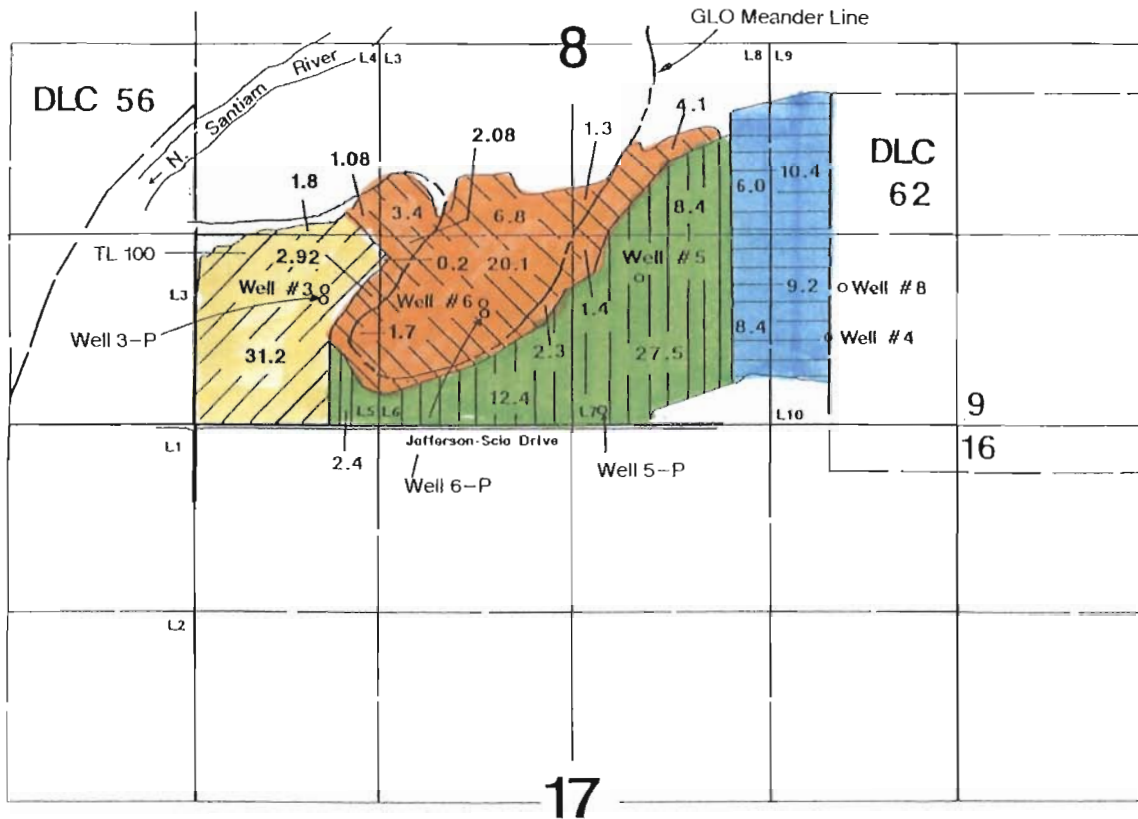 GLO Meander Line
8
L4 L3
L8 L9
DLC 56
N. Santiam River
DLC
62
4.1
1.3
2.08
1.08
1.8
3.4
6.8
6.0
10.4
8.4
TL 100
2.92
0.2
20.1
Well #5
L3
Well #3
Well #6
9.2
Well #8
Well 3-P
1.7
1.4
8.4
Well #4
31.2
2.3
27.5
12.4
L5 L6
L7
L10
9
L1
Jafferson-Scio Drive
16
2.4
Well 6-P
Well 5-P
L2
17